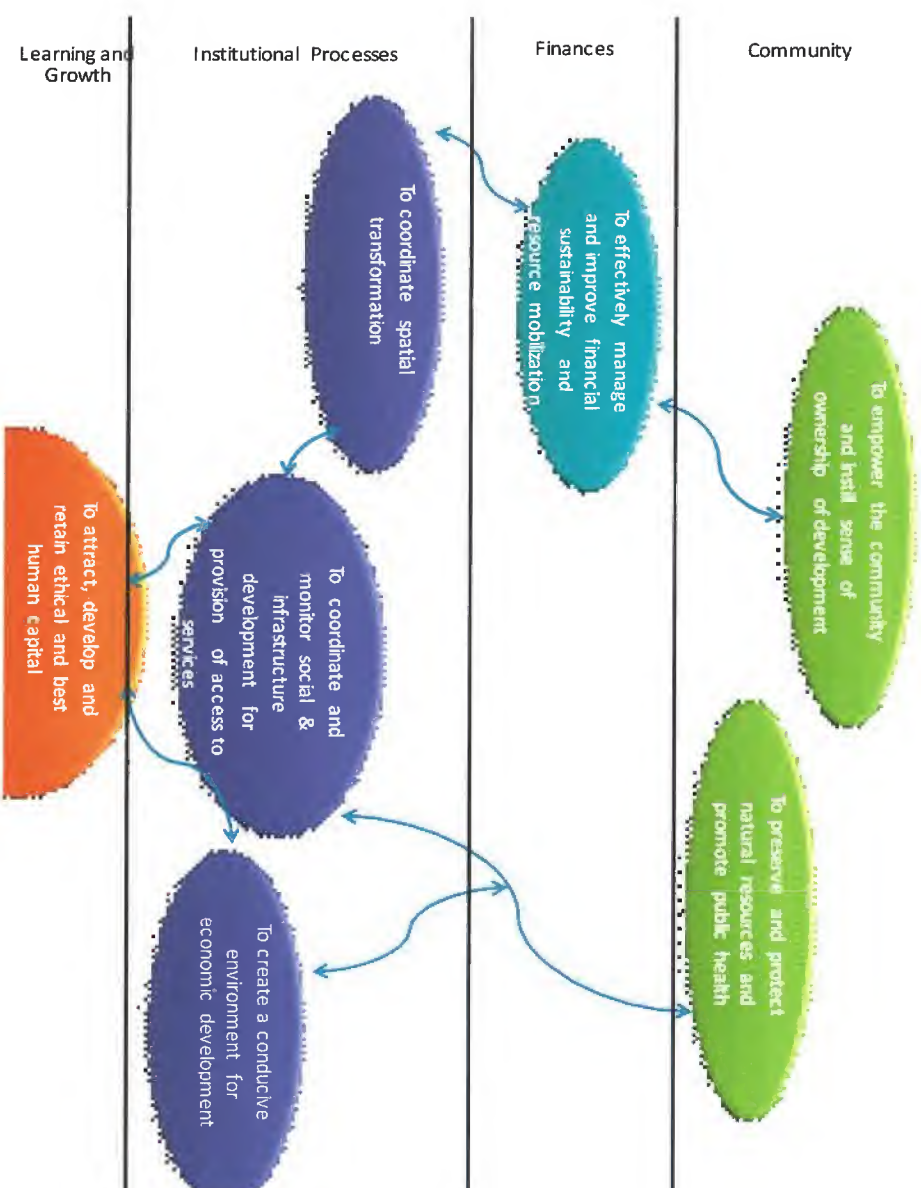 Learning and
Growth
Institutional Processes
Finances
Community
To empower the community
and instill sense of
ownership of development
To preserve and protect
natural resources and
promote public health
To effectively manage
and improve financial
sustainability and
resource mobilization
To coordinate spatial
transformation
To coordinate and
monitor social &
infrastructure
development for
provision of access to
services
To create a conducive
environment for
economic development
To attract, develop and
retain ethical and best
human capital